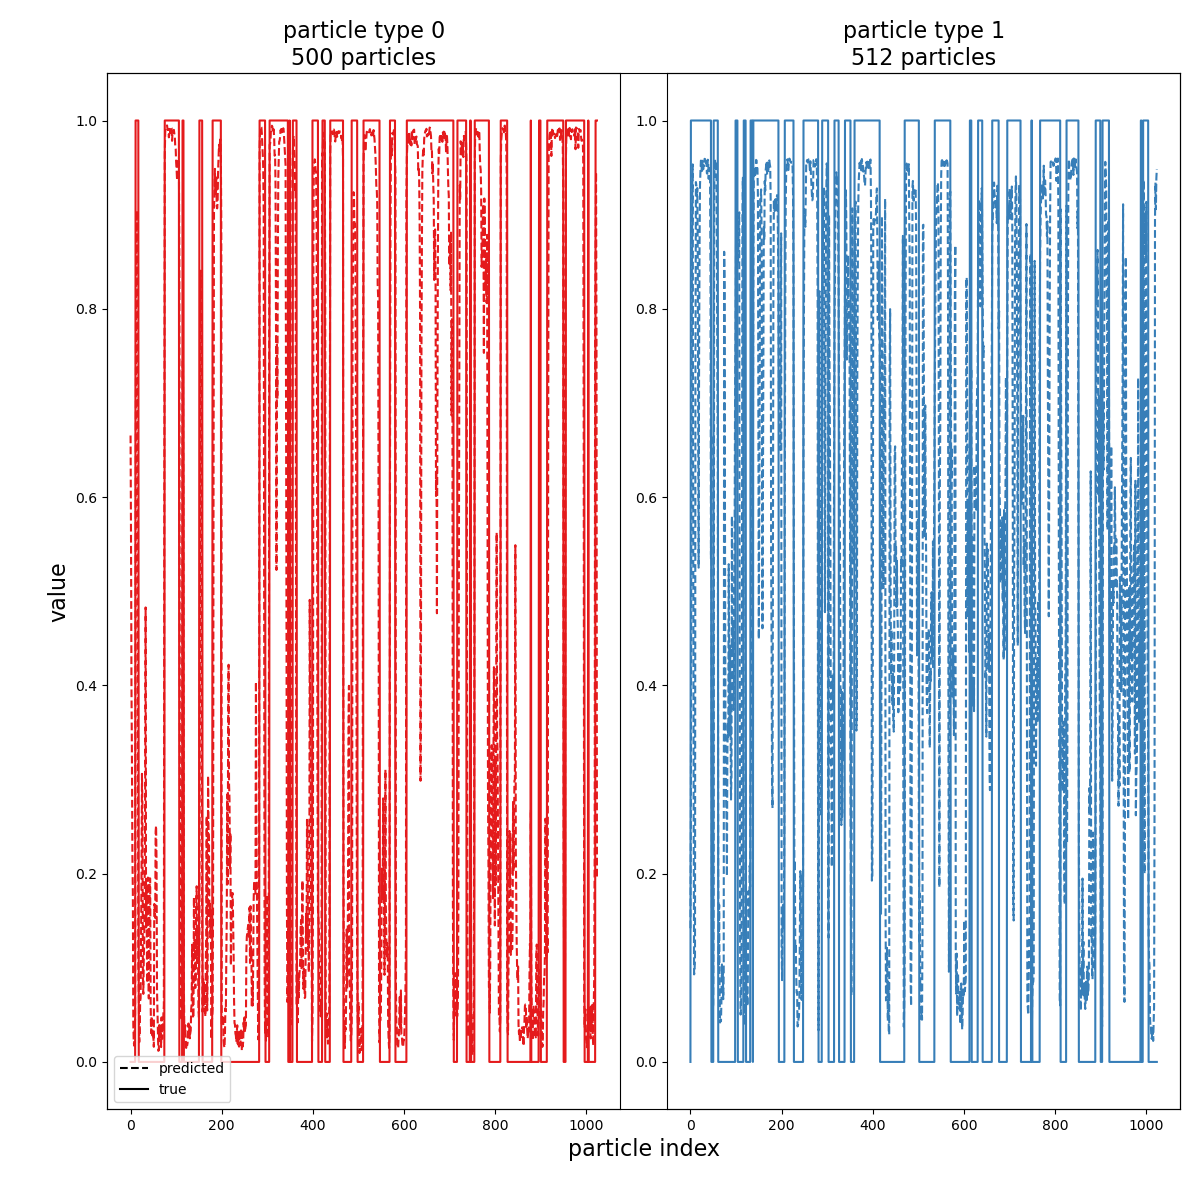 particle type 0
500 particles
particle type 1
512 particles
1.0
0.8
0.6
0.4
0.2
0.0
value
1.0
0.8
0.6
0.4
0.2
0.0
predicted
true
0 200 400 600 800 1000
0 200 400 600 800 1000
particle index